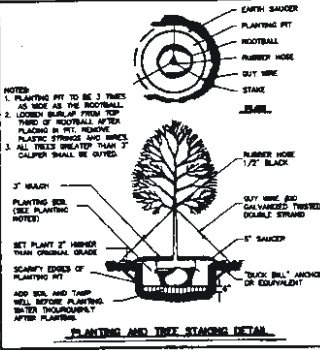 EARTH SAUCER
PLANTING PIT
ROOTBALL
RUBBER HOSE
GUY WIRE
STAKE
PLAN
NOTES
1. PLANTING PIT TO BE 3 TIMES
AS WIDE AS THE ROOTBALL.
2. LOOSEN BURLAP FROM TOP
THIRD OF ROOTBALL AFTER
PLACING IN PIT. REMOVE
PLASTIC STRINGS AND WIRES.
3. ALL TREES GREATER THAN 3"
CALIPER SHALL BE GUYED.
RUBBER HOSE
1/2" BLACK
3" MULCH
PLANTING SOIL
(SEE PLANTING
NOTES)
GUY WIRE
GALVANIZED TWISTED
DOUBLE STRAND
SET PLANT 2" HIGHER
THAN ORIGINAL GRADE
SAUCER
SCARIFY EDGES OF
PLANTING PIT
"DUCK BILL" ANCHOR
OR EQUIVALENT
ADD SOIL AND TAMP
WELL BEFORE PLANTING.
WATER THOUROUGHLY
AFTER PLANTING.
PLANTING AND TREE STAKING DETAIL